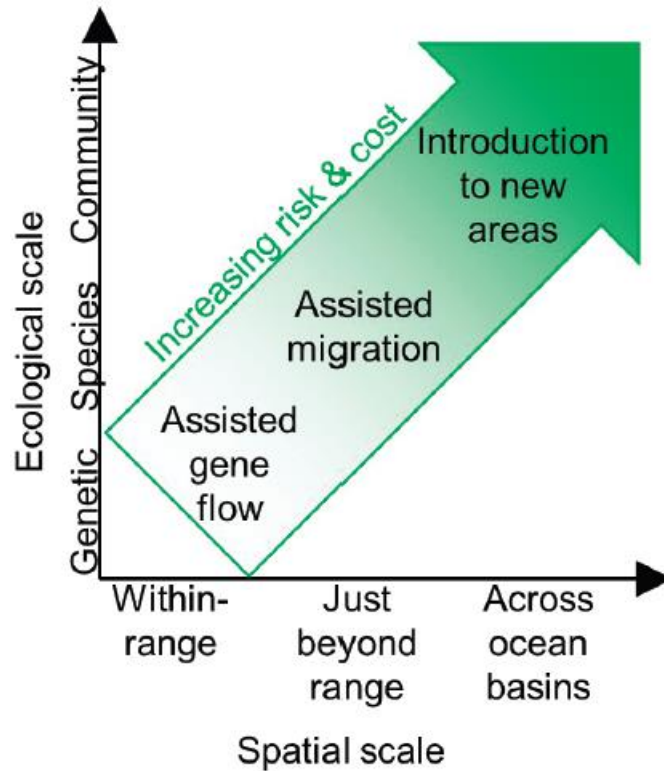 Ecological scale
Community
Species
Genetic
Increasing risk & cost
Introduction
to new
areas
Assisted
migration
Assisted
gene
flow
Within-
range
Just
beyond
range
Across
ocean
basins
Spatial scale